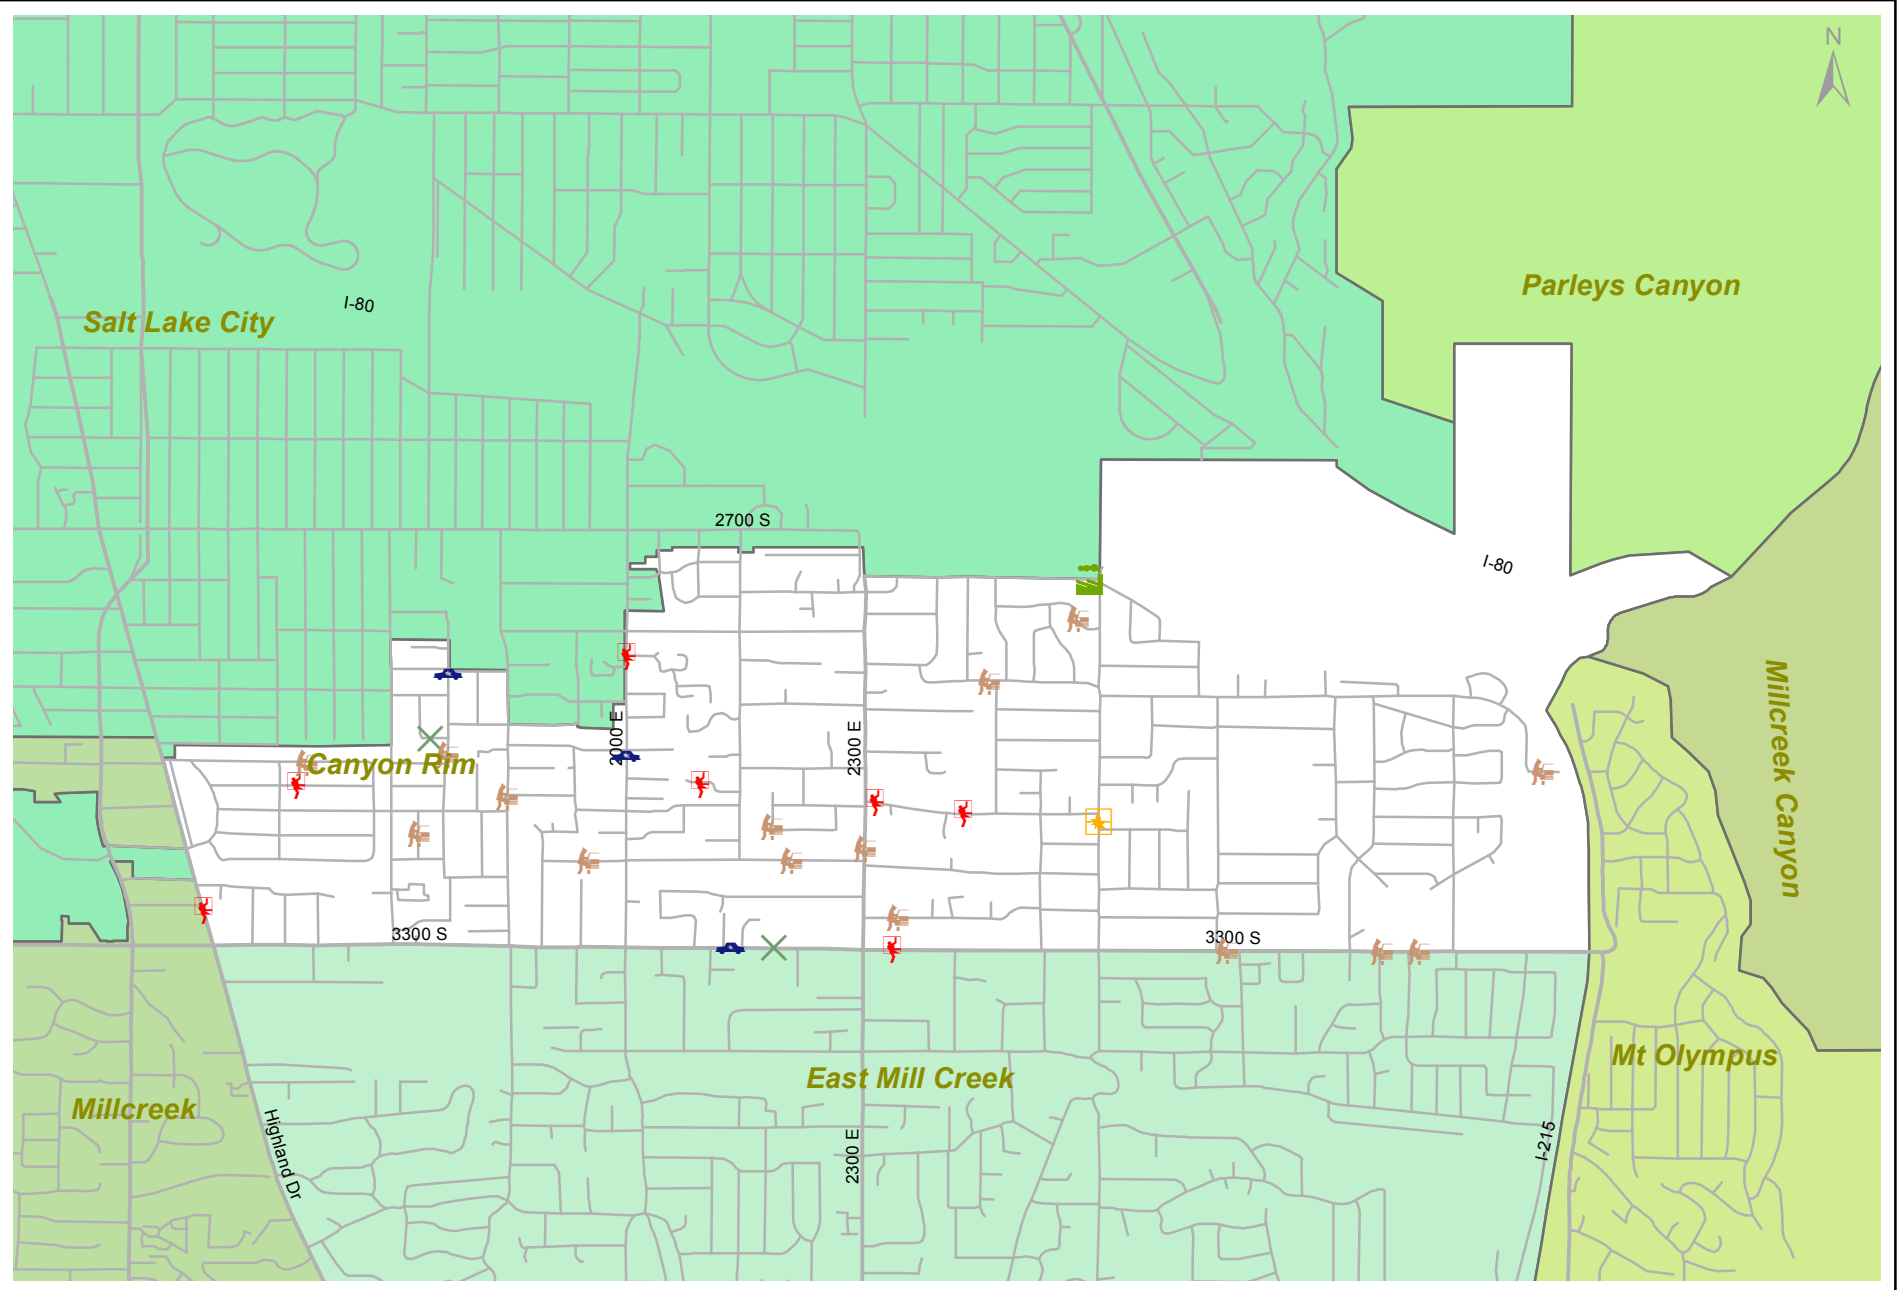 N
Parleys Canyon
I-80
Salt Lake City
2700 S
I-80
2000 E
2300 E
Canyon Rim
Millcreek Canyon
3300 S
3300 S
Mt Olympus
East Mill Creek
Millcreek
Highland Dr
2300 E
I-215